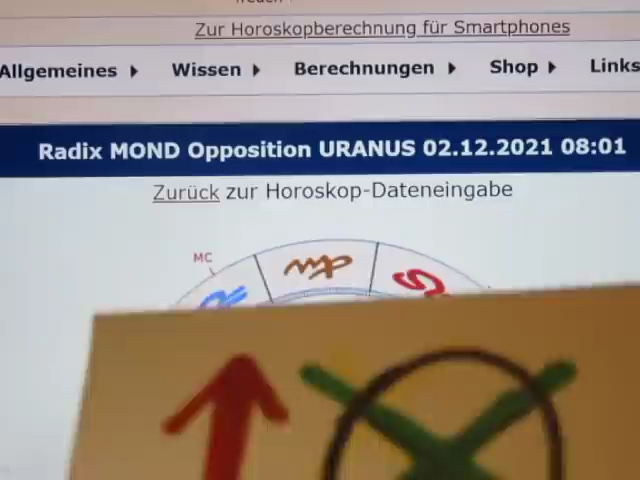 Zur Horoskopberechnung für Smartphones
Allgemeines Wissen Berechnungen Shop Links
Radix MOND Opposition URANUS 02.12.2021 08:01
Zurück zur Horoskop-Dateneingabe
MC